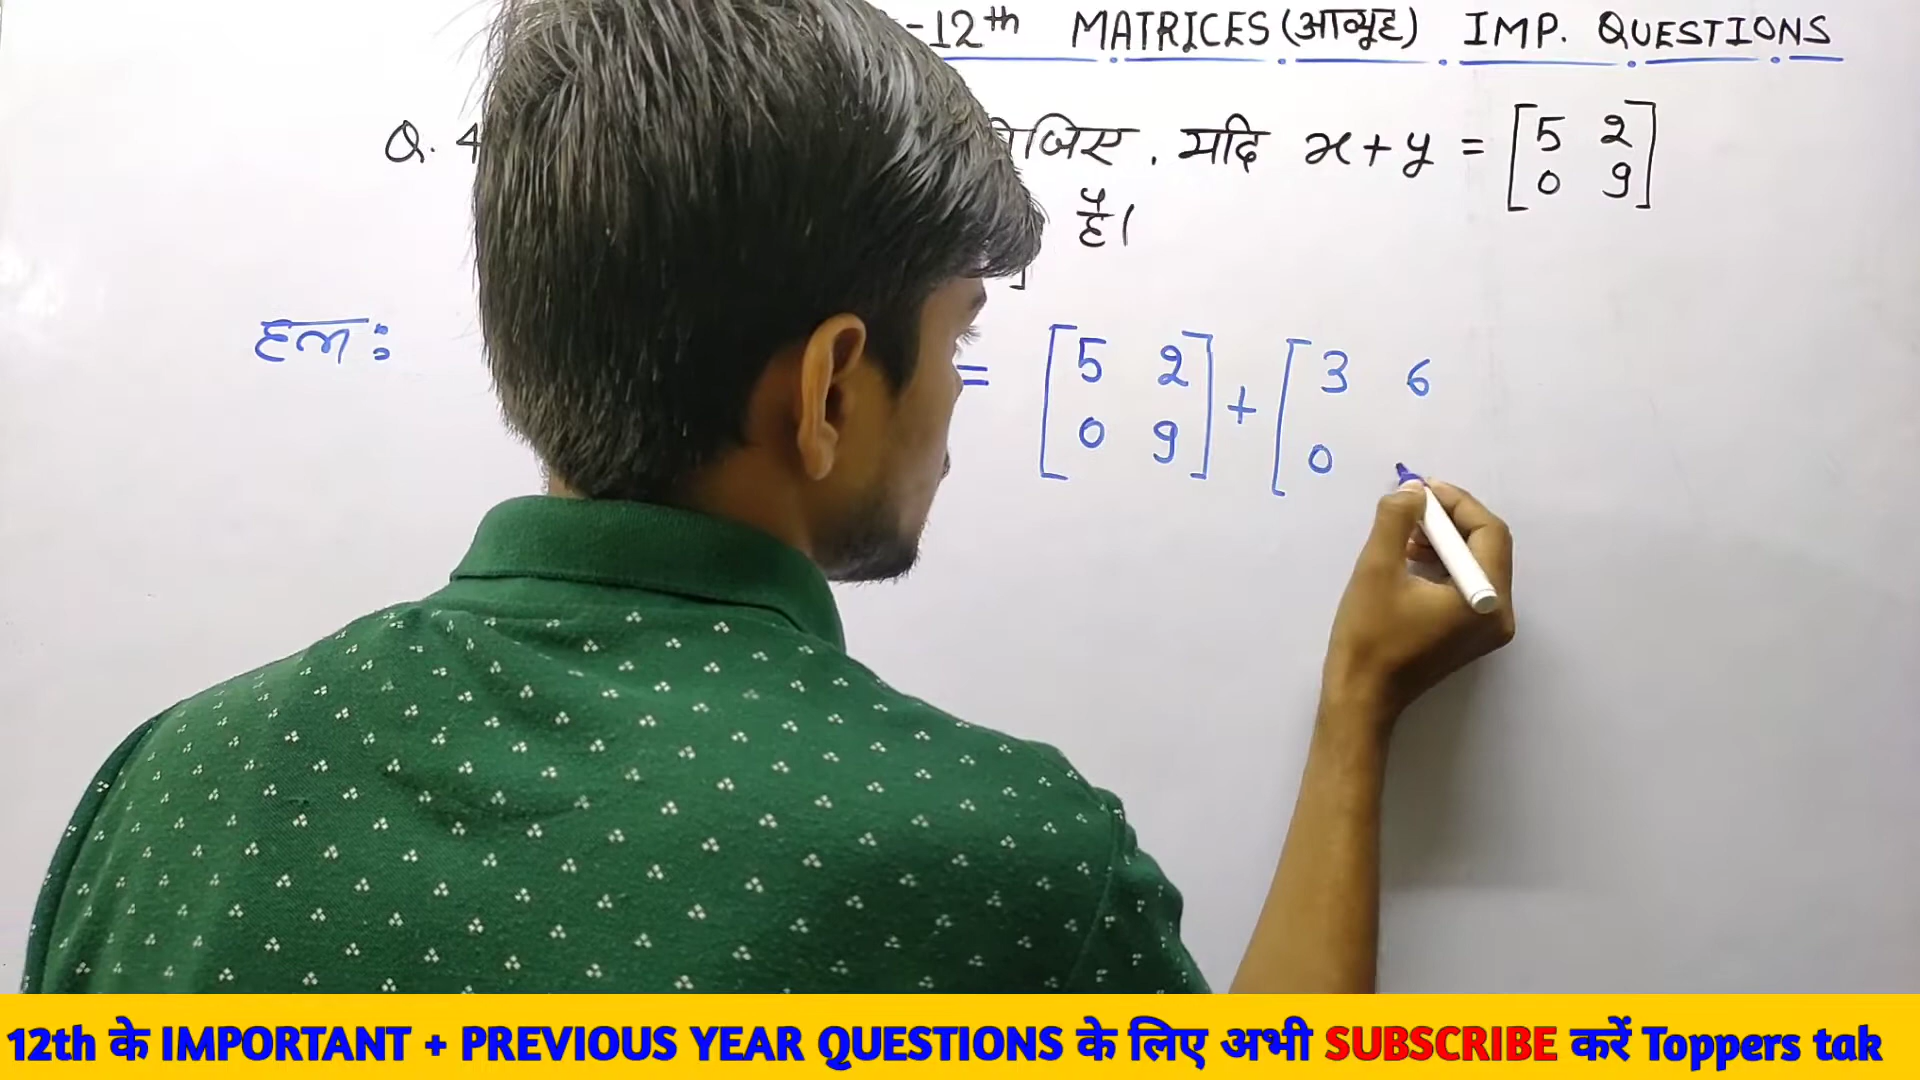 -12th MATRICES (आव्यूह) IMP. QUESTIONS
Q. 4 यदि x + y = [5 2
0 9]
है।
हल :
= [5 2 + [3 6
0 9] 0
12th के IMPORTANT + PREVIOUS YEAR QUESTIONS के लिए अभी SUBSCRIBE करें Toppers tak